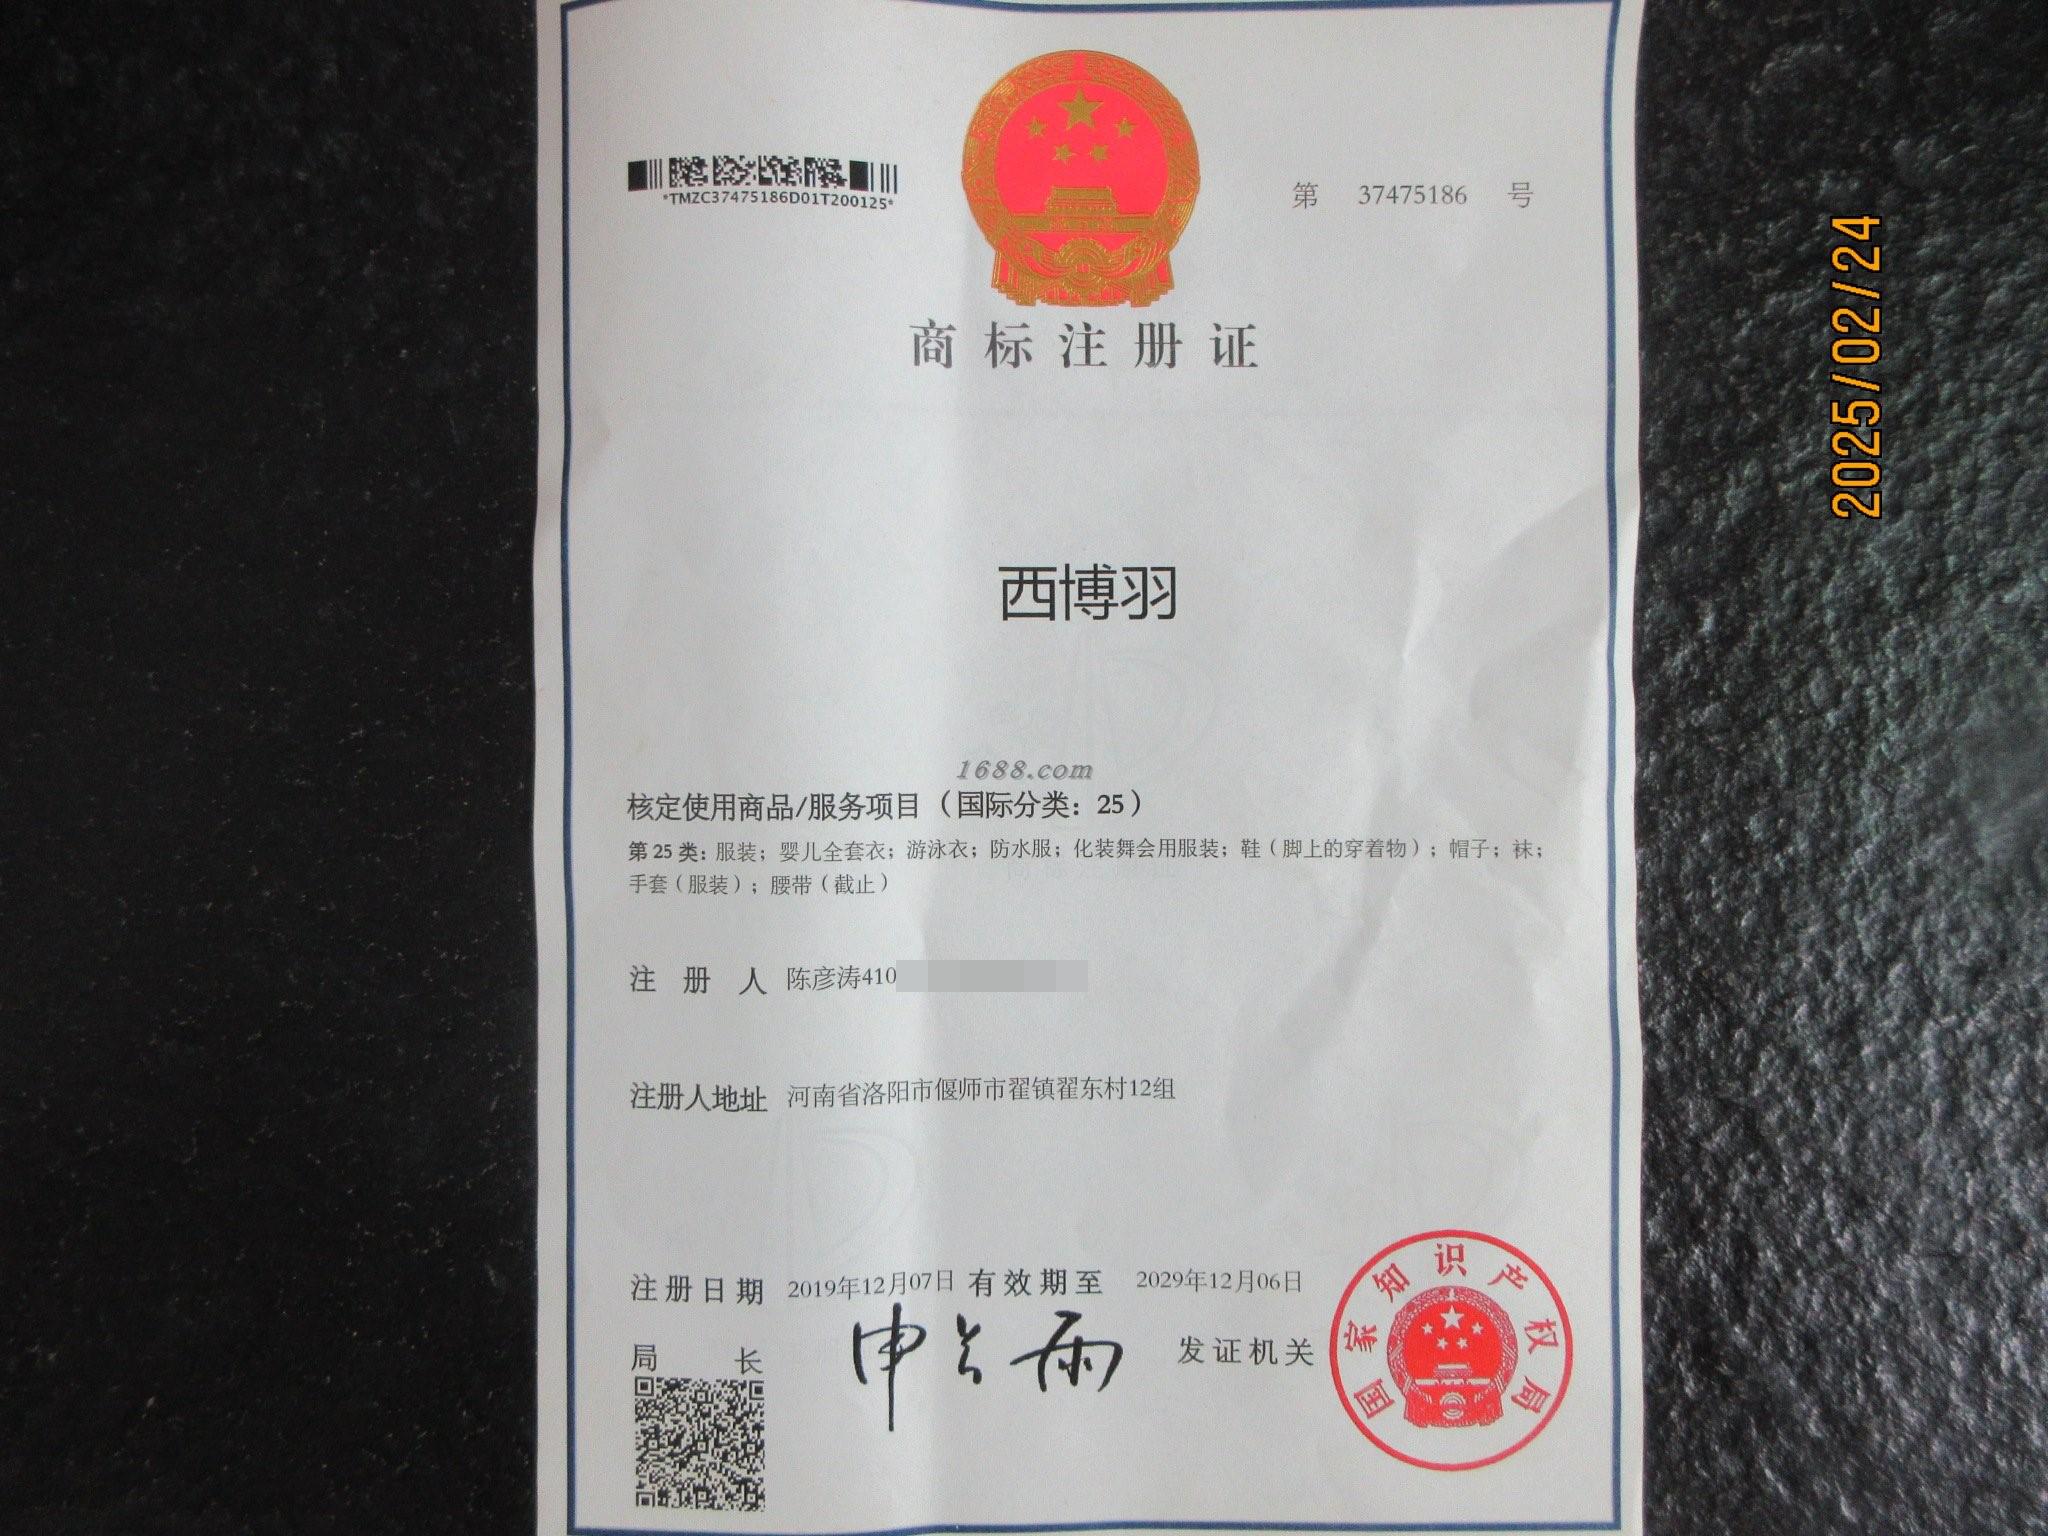 *TMZC37475186D01T200125*
第 37475186 号
商标注册证
西博羽
1688.com
核定使用商品/服务项目（国际分类：25）
第25类：服装；婴儿全套衣；游泳衣；防水服；化装舞会用服装；鞋（脚上的穿着物）；帽子；袜；
手套（服装）；腰带（截止）
注册人 陈彦涛410
注册人地址 河南省洛阳市偃师市翟镇翟东村12组
注册日期 2019年12月07日 有效期至 2029年12月06日
局长 申长雨 发证机关
国家知识产权局
2025/02/24